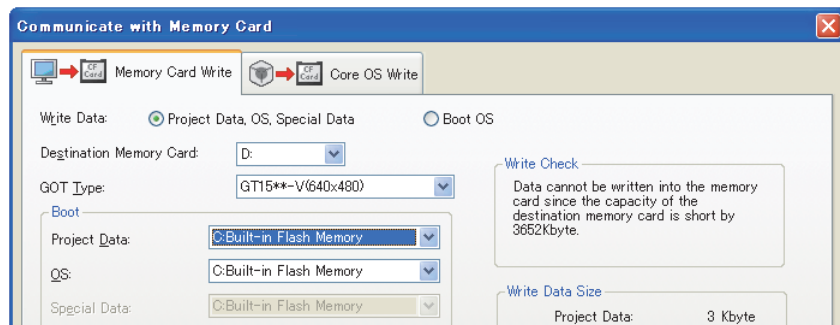 Communicate with Memory Card
CF Card Memory Card Write CF Card Core OS Write
Write Data: Project Data, OS, Special Data Boot OS
Destination Memory Card: D:
GOT Type: GT15**-V(640x480)
Boot
Project Data: C:Built-in Flash Memory
OS: C:Built-in Flash Memory
Special Data: C:Built-in Flash Memory
Write Check
Data cannot be written into the memory
card since the capacity of the
destination memory card is short by
3652Kbyte.
Write Data Size
Project Data: 3 Kbyte